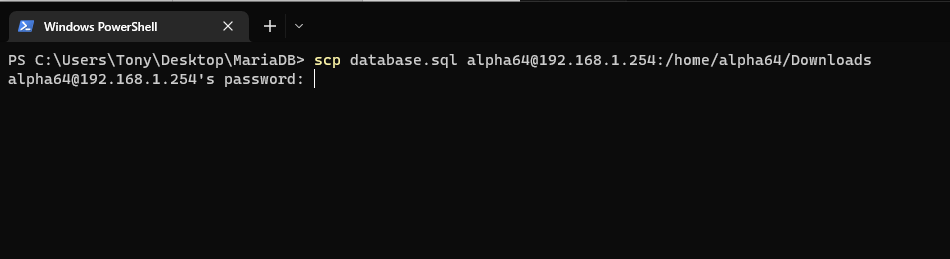 Windows PowerShell
PS C:\Users\Tony\Desktop\MariaDB> scp database.sql alpha64@192.168.1.254:/home/alpha64/Downloads
alpha64@192.168.1.254's password: